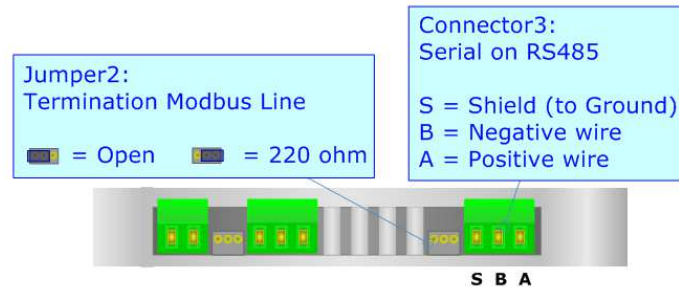 Jumper2:
Termination Modbus Line
= Open = 220 ohm
Connector3:
Serial on RS485
S = Shield (to Ground)
B = Negative wire
A = Positive wire
S B A